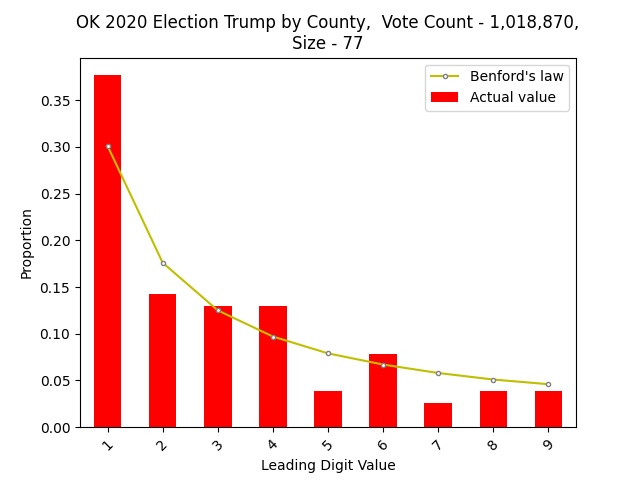 OK 2020 Election Trump by County,  Vote Count - 1,018,870,
Size - 77
Benford's law
Actual value
Proportion
0.35
0.30
0.25
0.20
0.15
0.10
0.05
0.00
1 2 3 4 5 6 7 8 9
Leading Digit Value